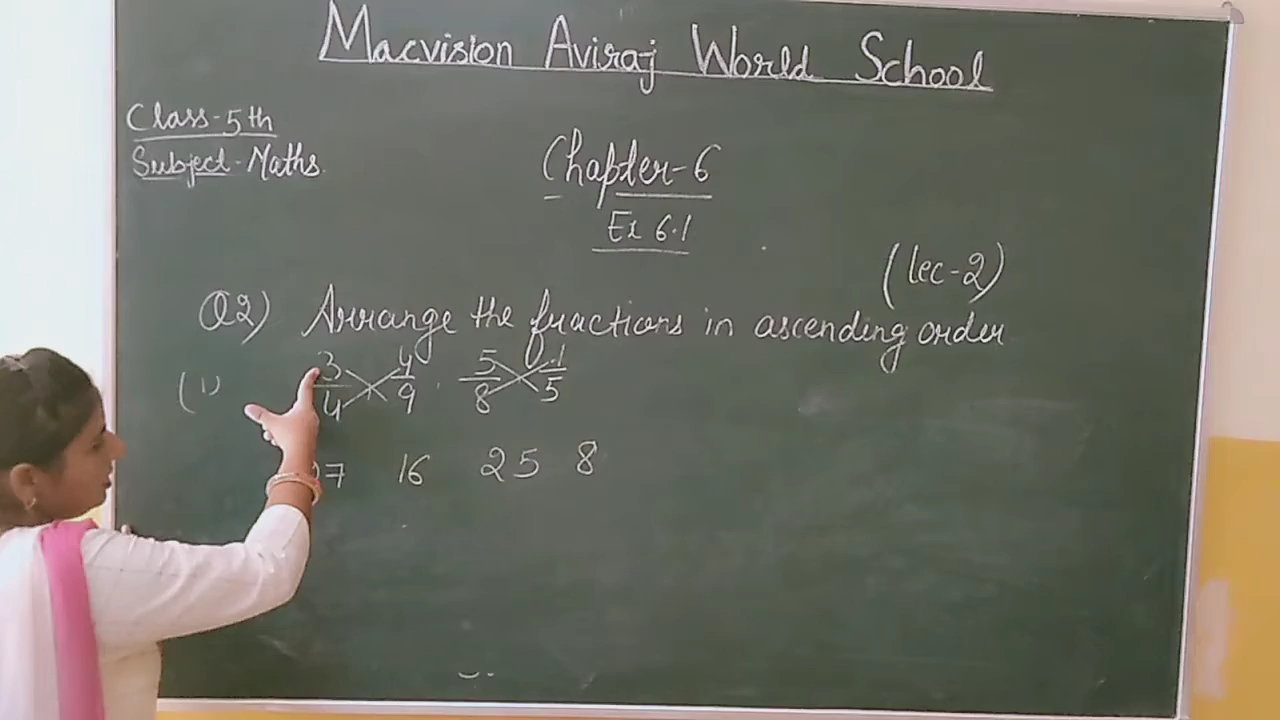 Macvision Aviraj World School
Class-5th
Subject-Maths.
Chapter-6
Ex 6.1
(lec-2)
Q2) Arrange the fractions in ascending order
(1) 3/4 4/9, 5/8 1/5
27 16 25 8